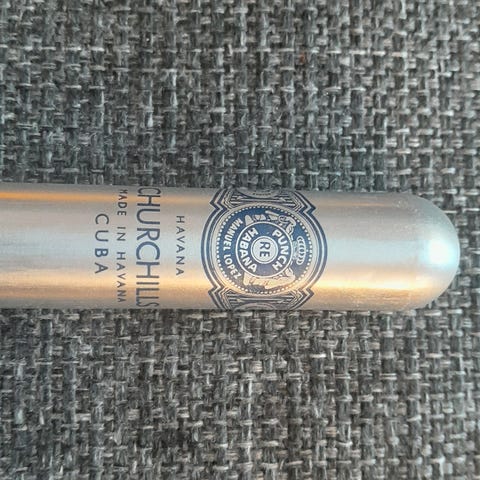 PUNCH
RE
HABANA
MANUEL LOPEZ
HAVANA
CHURCHILLS
MADE IN HAVANA
CUBA